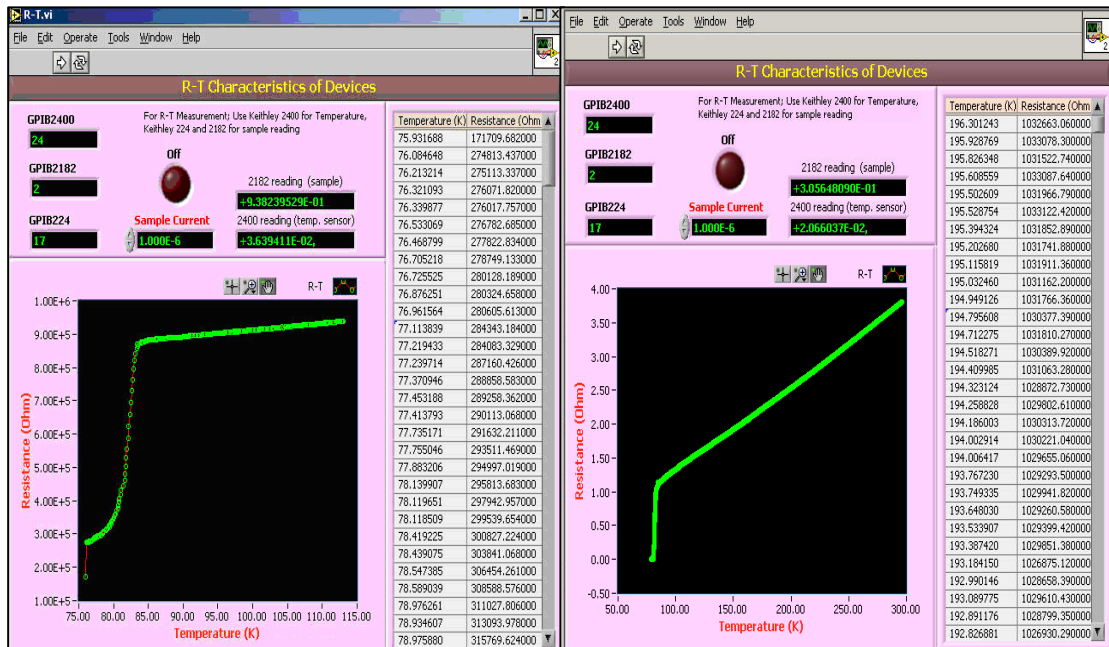 R-T.vi
File Edit Operate Tools Window Help
R-T Characteristics of Devices
GPIB2400
24
GPIB2182
2
GPIB224
17
For R-T Measurement; Use Keithley 2400 for Temperature,
Keithley 224 and 2182 for sample reading
Off
Sample Current
1.000E-6
2182 reading (sample)
+9.38239529E-01
2400 reading (temp. sensor)
+3.639411E-02,
R-T
1.00E+6
9.00E+5
8.00E+5
7.00E+5
6.00E+5
5.00E+5
4.00E+5
3.00E+5
2.00E+5
1.00E+5
Resistance (Ohm)
75.00 80.00 85.00 90.00 95.00 100.00 105.00 110.00 115.00
Temperature (K)
Temperature (K) Resistance (Ohm
75.931688 171709.682000
76.084648 274813.437000
76.213214 275113.337000
76.321093 276071.820000
76.339877 276017.757000
76.533069 276782.685000
76.468799 277822.834000
76.705218 278749.133000
76.725525 280128.189000
76.876251 280324.658000
76.961564 280605.613000
77.113839 284343.184000
77.219433 284083.329000
77.239714 287160.426000
77.370946 288858.583000
77.453188 289258.362000
77.413793 290113.068000
77.735171 291632.211000
77.755046 293511.469000
77.883206 294997.019000
78.139907 295813.683000
78.119651 297942.957000
78.118509 299539.654000
78.419225 300827.224000
78.439075 303841.068000
78.547385 306454.261000
78.589039 308588.576000
78.976261 311027.806000
78.934607 313093.978000
78.975880 315769.624000
File Edit Operate Tools Window Help
R-T Characteristics of Devices
GPIB2400
24
GPIB2182
2
GPIB224
17
For R-T Measurement; Use Keithley 2400 for Temperature,
Keithley 224 and 2182 for sample reading
Off
Sample Current
1.000E-6
2182 reading (sample)
+3.05648090E-01
2400 reading (temp. sensor)
+2.066037E-02,
R-T
4.00
3.50
3.00
2.50
2.00
1.50
1.00
0.50
0.00
-0.50
Resistance (Ohm)
50.00 100.00 150.00 200.00 250.00 300.00
Temperature (K)
Temperature (K) Resistance (Ohm
196.301243 1032663.060000
195.928769 1033078.300000
195.826348 1031522.740000
195.608559 1033087.640000
195.502609 1031966.790000
195.528754 1033122.420000
195.394324 1031852.890000
195.202680 1031741.880000
195.115819 1031911.360000
195.032460 1031162.200000
194.949126 1031766.360000
194.795608 1030377.390000
194.712275 1031810.270000
194.518271 1030389.920000
194.409985 1031063.280000
194.323124 1028872.730000
194.258828 1029802.610000
194.186003 1030313.720000
194.002914 1030221.040000
194.006417 1029655.060000
193.767230 1029293.500000
193.749335 1029941.820000
193.648030 1029260.580000
193.533907 1029399.420000
193.387420 1029851.380000
193.184150 1026875.120000
192.990146 1028658.390000
193.089775 1029610.430000
192.891176 1028799.350000
192.826881 1026930.290000